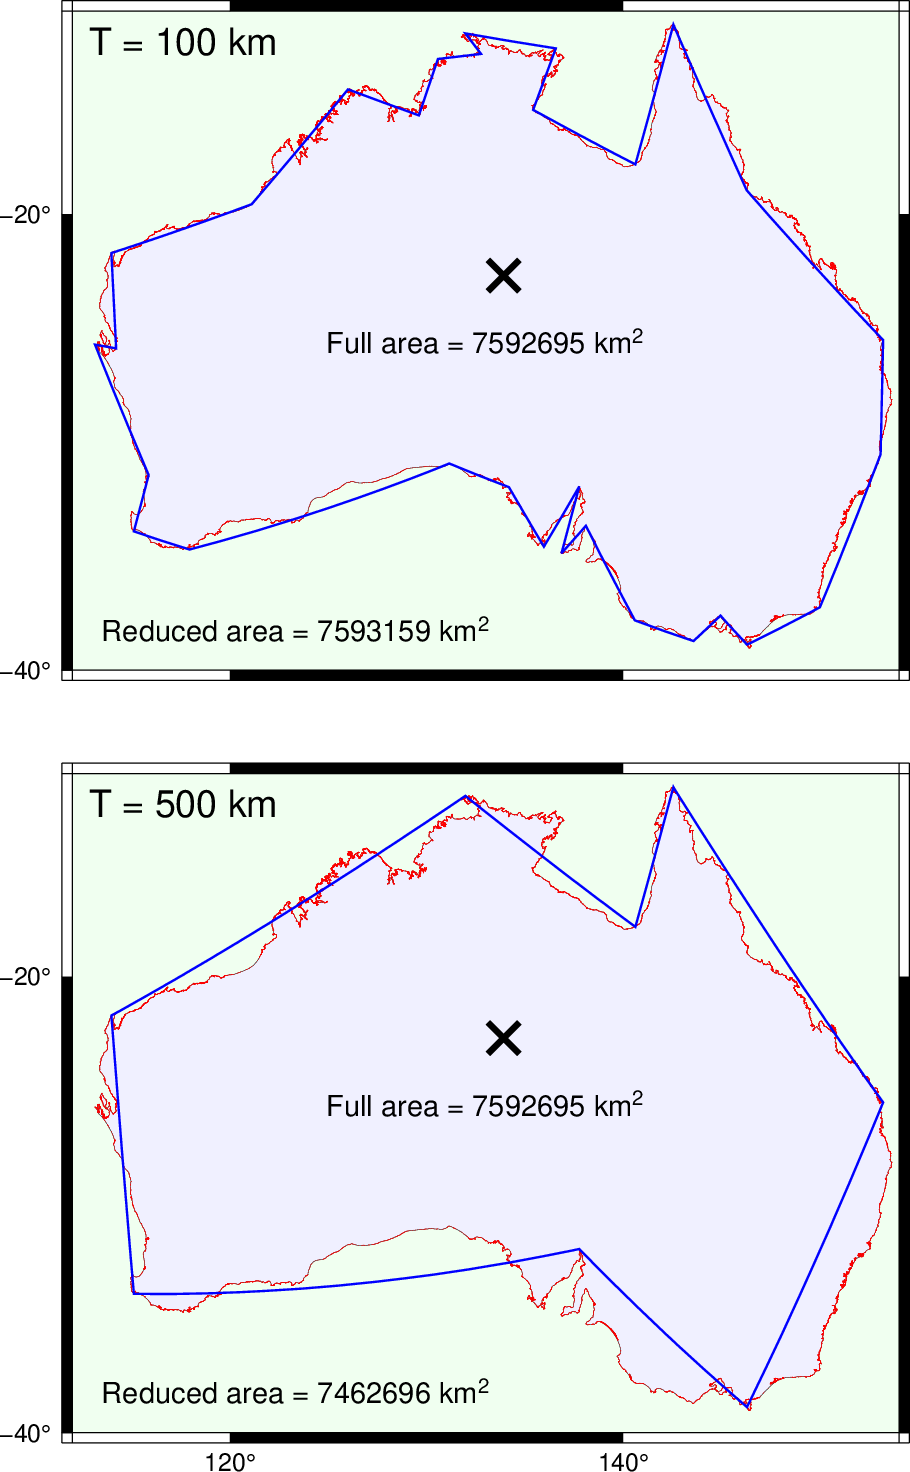 T = 100 km
−20°
Full area = 7592695 km²
Reduced area = 7593159 km²
−40°
T = 500 km
−20°
Full area = 7592695 km²
Reduced area = 7462696 km²
−40°
120° 140°